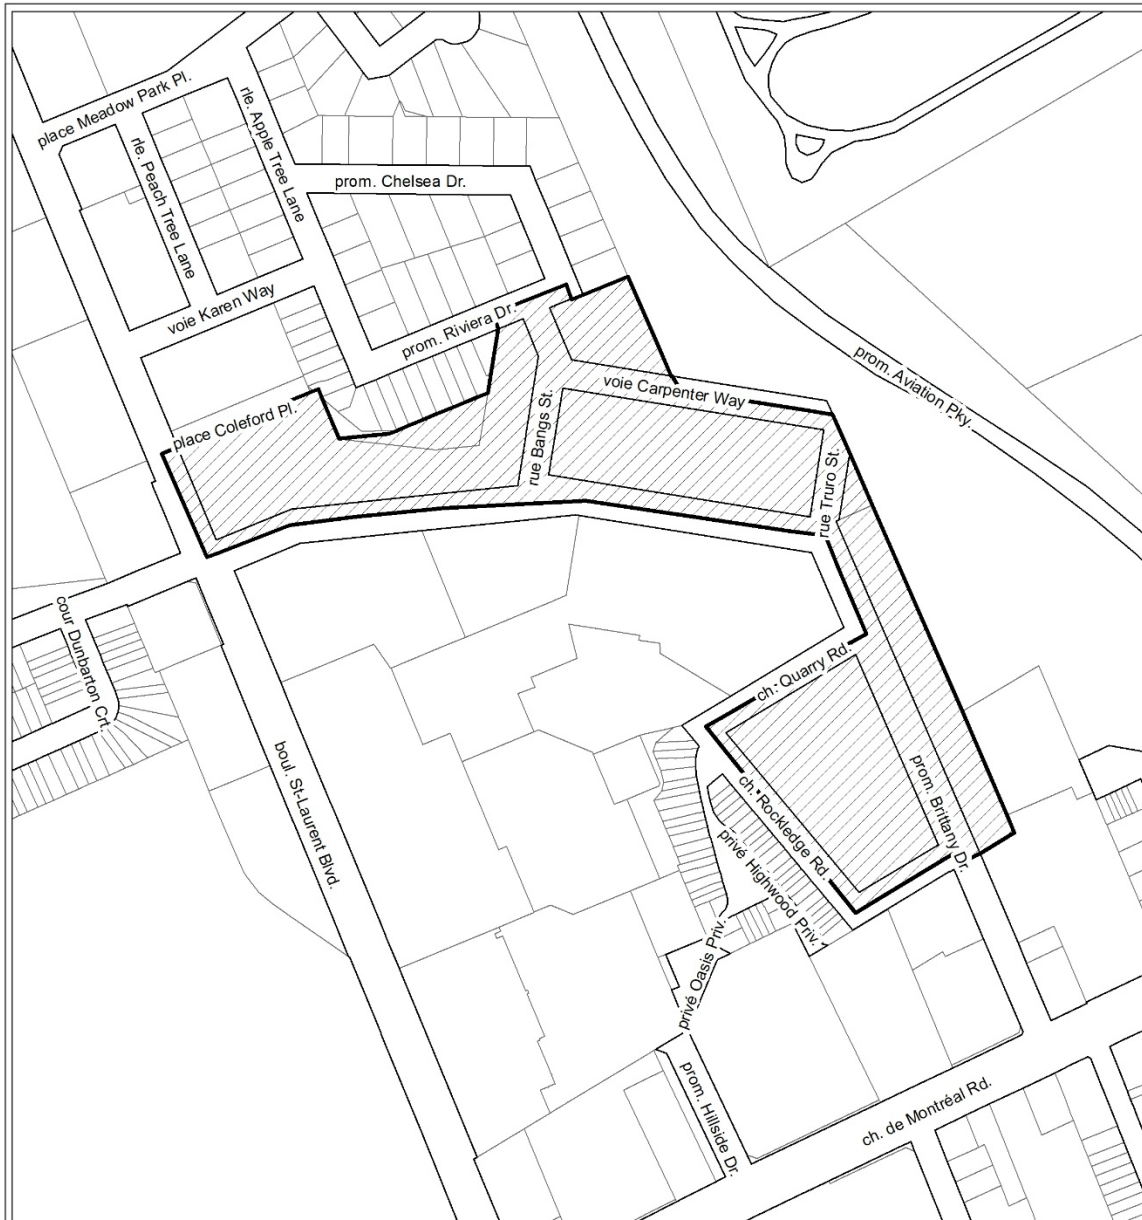 place Meadow Park Pl.
rle. Apple Tree Lane
rle. Peach Tree Lane
prom. Chelsea Dr.
voie Karen Way
prom. Riviera Dr.
prom. Aviation Pky.
voie Carpenter Way
place Coleford Pl.
rue Bangs St.
rue Truro St.
cour Dunbarton Crt.
ch. Quarry Rd.
boul. St-Laurent Blvd.
ch. Rockledge Rd.
prom. Brittany Dr.
privé Highwood Priv.
privé Oasis Priv.
prom. Hillside Dr.
ch. de Montréal Rd.